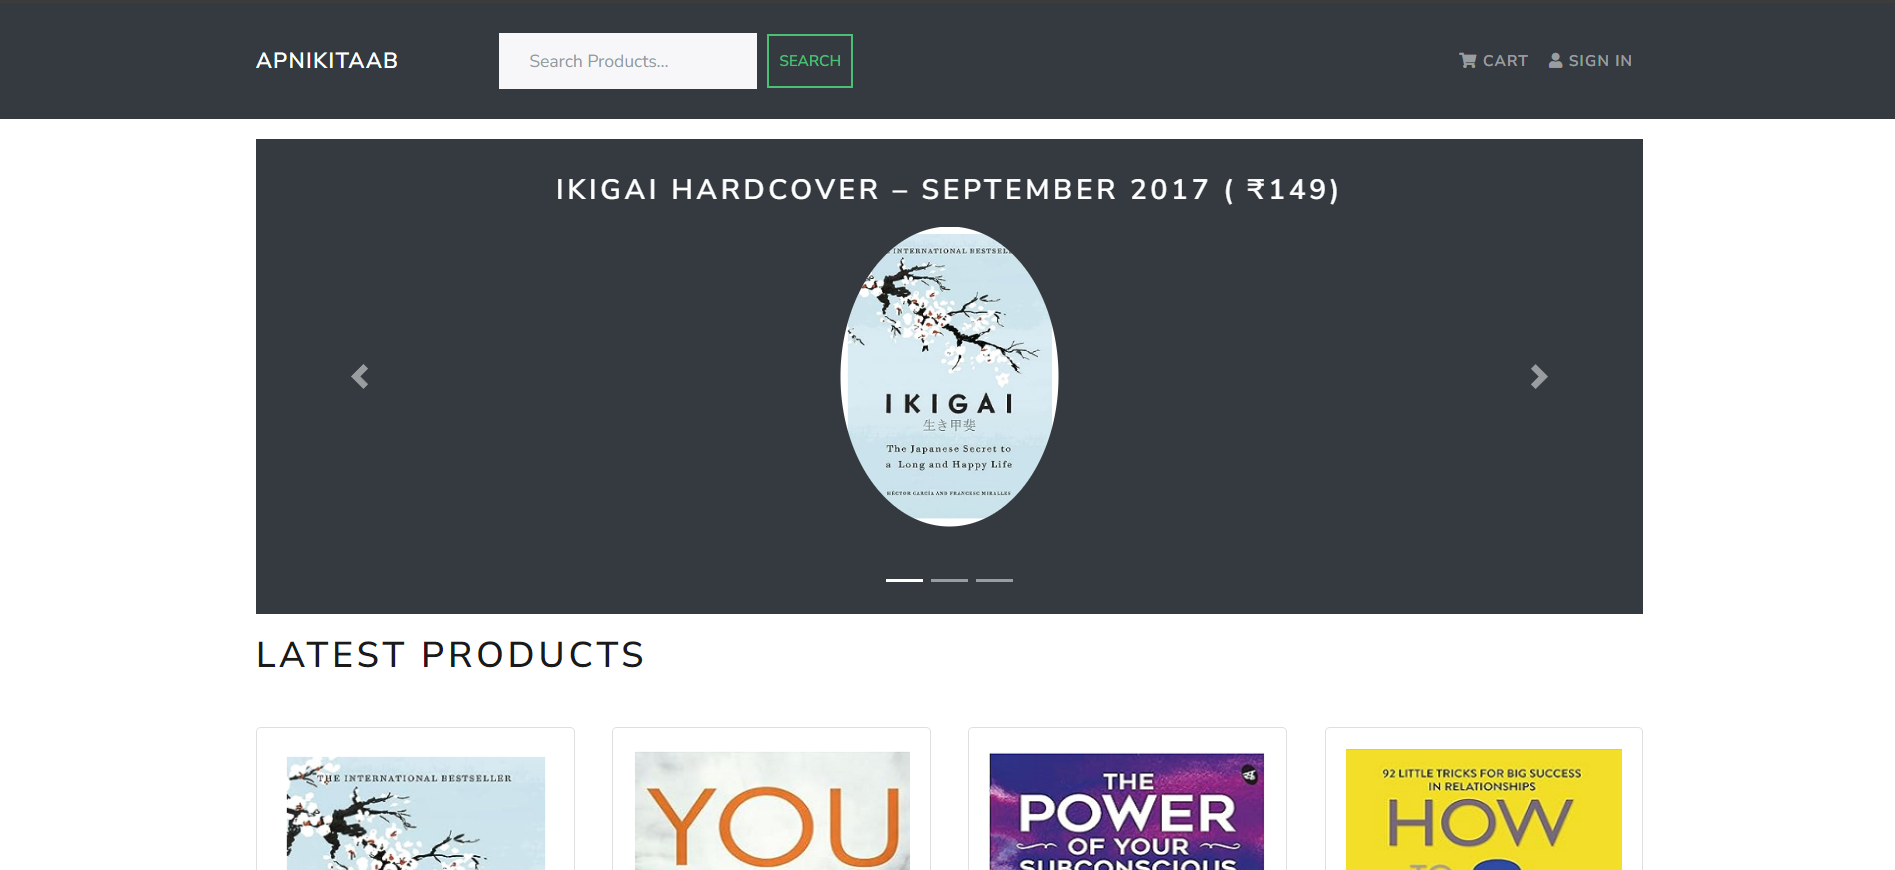 APNIKITAAB
Search Products...
SEARCH
CART
SIGN IN
IKIGAI HARDCOVER – SEPTEMBER 2017 ( ₹149)
INTERNATIONAL
IKIGAI
生き甲斐
The Japanese Secret to
a Long and Happy Life
HÉCTOR GARCÍA AND FRANCESC MIRALLES
LATEST PRODUCTS
THE INTERNATIONAL BESTSELLER
YOU
THE
POWER
OF YOUR
SUBCONSCIOUS
92 LITTLE TRICKS FOR BIG SUCCESS
IN RELATIONSHIPS
HOW
TO